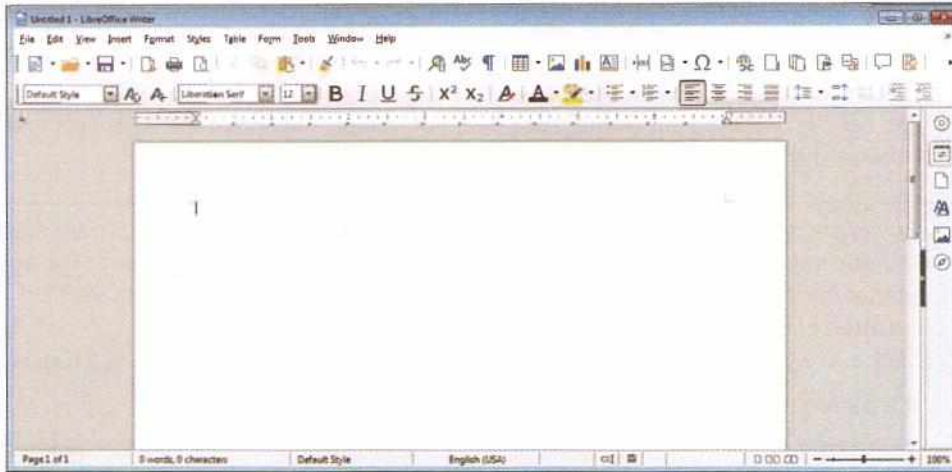 Untitled 1 - LibreOffice Writer
File Edit View Insert Format Styles Table Form Tools Window Help
Default Style Liberation Serif 12 B I U S X² X₂ A A
Page 1 of 1 0 words, 0 characters Default Style English (USA) 100%